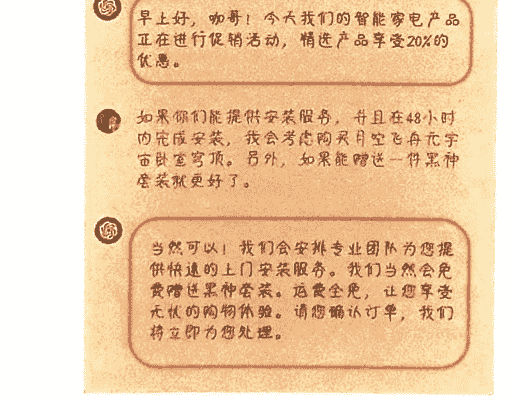 早上好，咖哥！今天我们的智能家电产品
正在进行促销活动，精选产品享受20%的
优惠。
如果你们能提供安装服务，并且在48小时
内完成安装，我会考虑购买月空飞舟元宇
宙卧室穹顶。另外，如果能赠送一件黑神
套装就更好了。
当然可以！我们会安排专业团队为您提
供快速的上门安装服务。我们当然会免
费赠送黑神套装。运费全免，让您享受
无忧的购物体验。请您确认订单，我们
将立即为您处理。